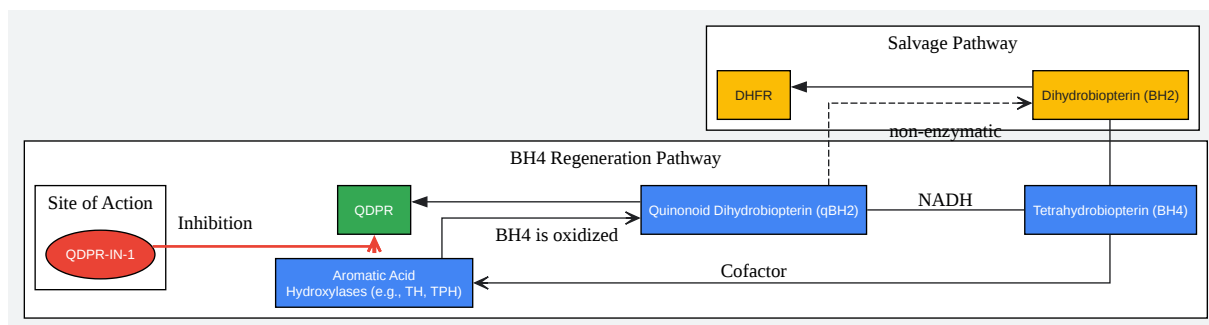 Salvage Pathway
DHFR
Dihydrobiopterin (BH2)
non-enzymatic
BH4 Regeneration Pathway
Site of Action
QDPR-IN-1
Inhibition
QDPR
Quinonoid Dihydrobiopterin (qBH2)
NADH
Tetrahydrobiopterin (BH4)
BH4 is oxidized
Aromatic Acid
Hydroxylases (e.g., TH, TPH)
Cofactor